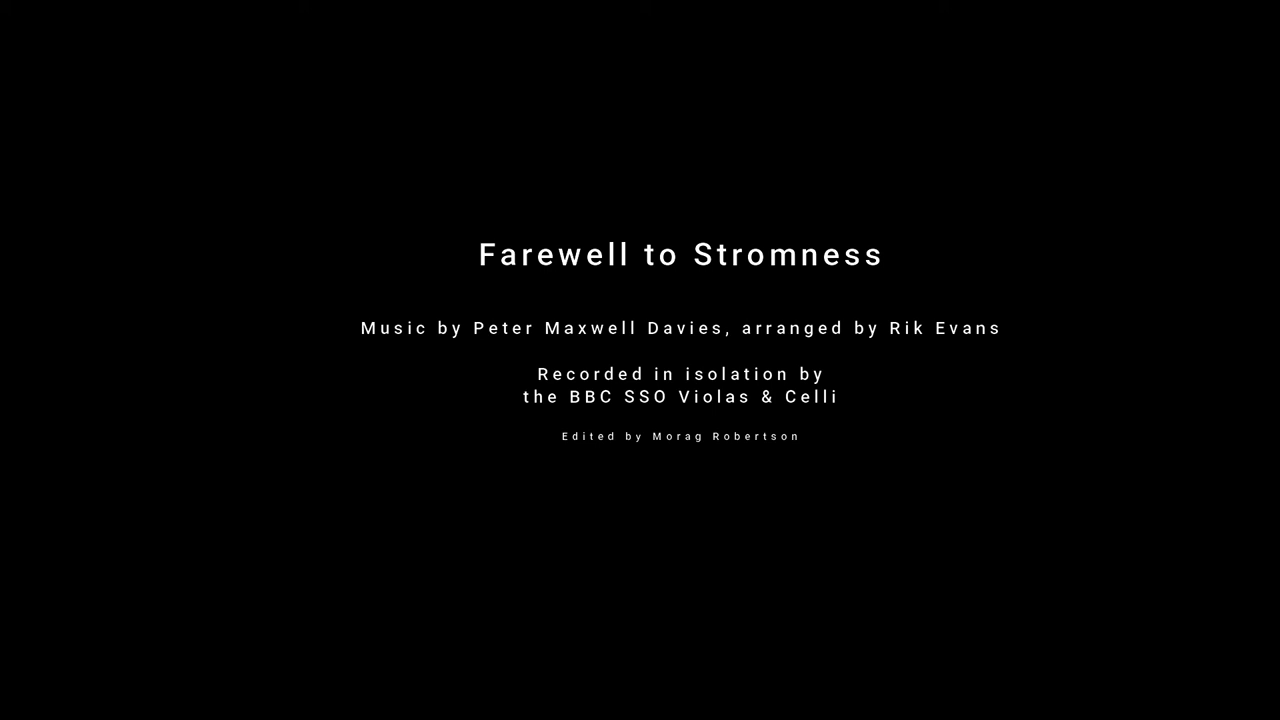 Farewell to Stromness
Music by Peter Maxwell Davies, arranged by Rik Evans
Recorded in isolation by
the BBC SSO Violas & Celli
Edited by Morag Robertson